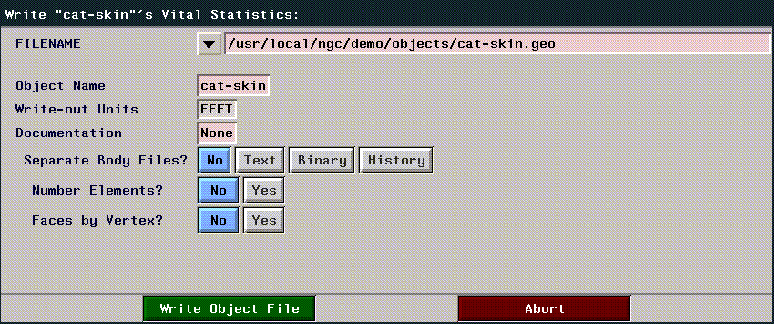 Write "cat-skin"'s Vital Statistics:
FILENAME /usr/local/ngc/demo/objects/cat-skin.geo
Object Name cat-skin
Write-out Units FEET
Documentation None
Separate Body Files? No Text Binary History
Number Elements? No Yes
Faces by Vertex? No Yes
Write Object File Abort